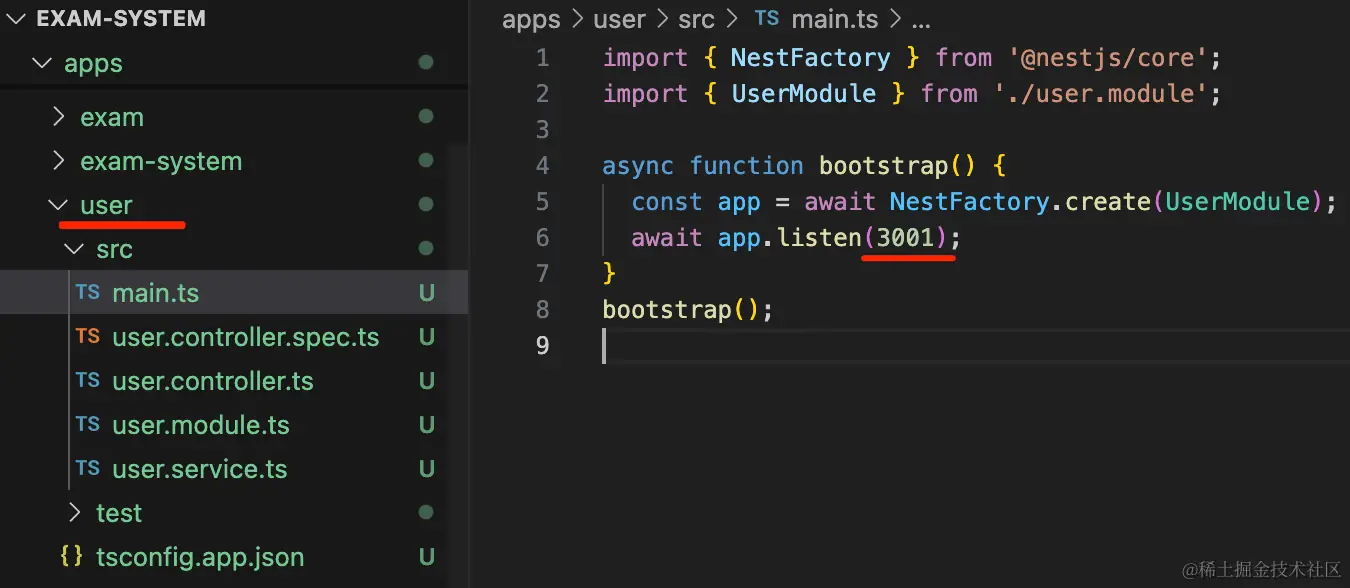 EXAM-SYSTEM
apps
exam
exam-system
user
src
TS main.ts U
TS user.controller.spec.ts U
TS user.controller.ts U
TS user.module.ts U
TS user.service.ts U
test
{} tsconfig.app.json U
apps > user > src > TS main.ts > ...
1 import { NestFactory } from '@nestjs/core';
2 import { UserModule } from './user.module';
3
4 async function bootstrap() {
5 const app = await NestFactory.create(UserModule);
6 await app.listen(3001);
7 }
8 bootstrap();
9
@稀土掘金技术社区